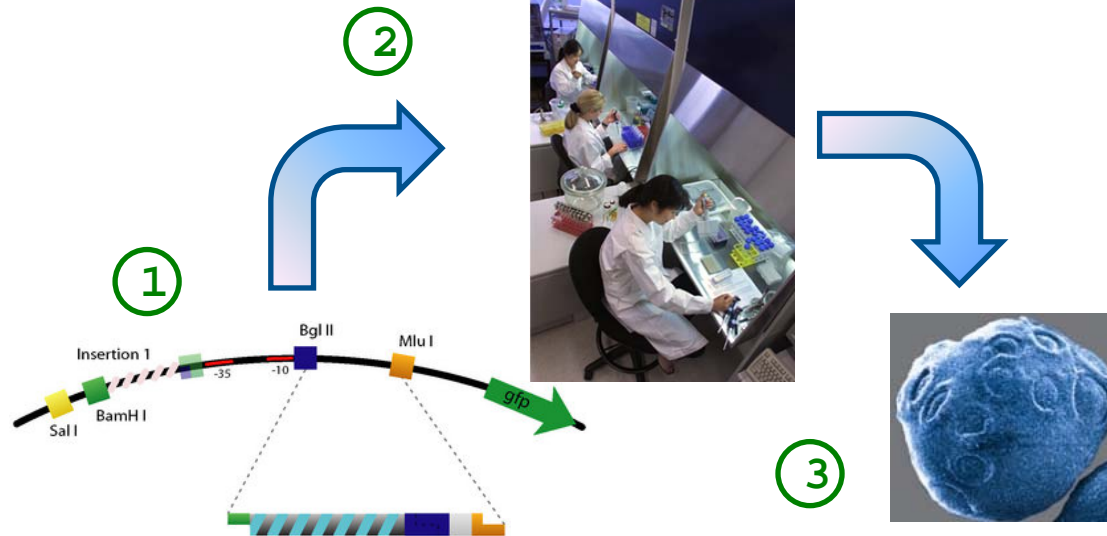 2
1
Bgl II
Mlu I
Insertion 1
-35
-10
gfp
BamH I
Sal I
3